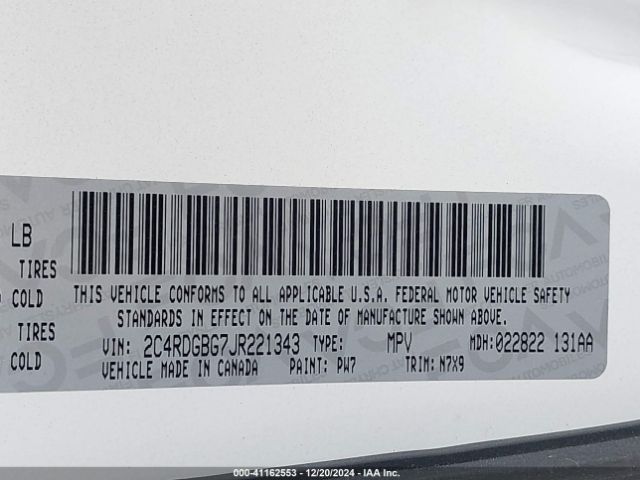 LB
TIRES
COLD
TIRES
COLD
THIS VEHICLE CONFORMS TO ALL APPLICABLE U.S.A. FEDERAL MOTOR VEHICLE SAFETY
STANDARDS IN EFFECT ON THE DATE OF MANUFACTURE SHOWN ABOVE.
VIN: 2C4RDGBG7JR221343 TYPE: MPV MDH: 022822 131AA
VEHICLE MADE IN CANADA PAINT: PW7 TRIM: N7X9
000-41162553 - 12/20/2024 - IAA Inc.